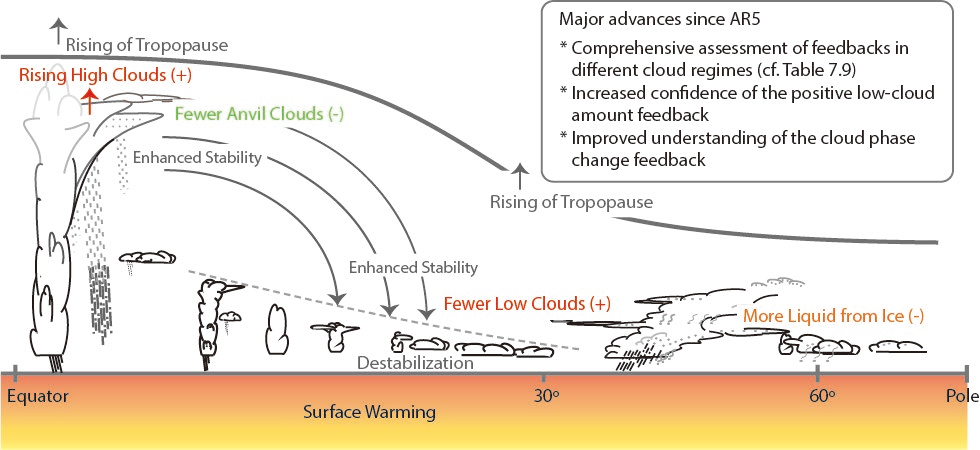 Major advances since AR5
* Comprehensive assessment of feedbacks in
different cloud regimes (cf. Table 7.9)
* Increased confidence of the positive low-cloud
amount feedback
* Improved understanding of the cloud phase
change feedback
Rising of Tropopause
Rising High Clouds (+)
Fewer Anvil Clouds (-)
Enhanced Stability
Rising of Tropopause
Enhanced Stability
Fewer Low Clouds (+)
More Liquid from Ice (-)
Destabilization
Equator
30º
60º
Pole
Surface Warming